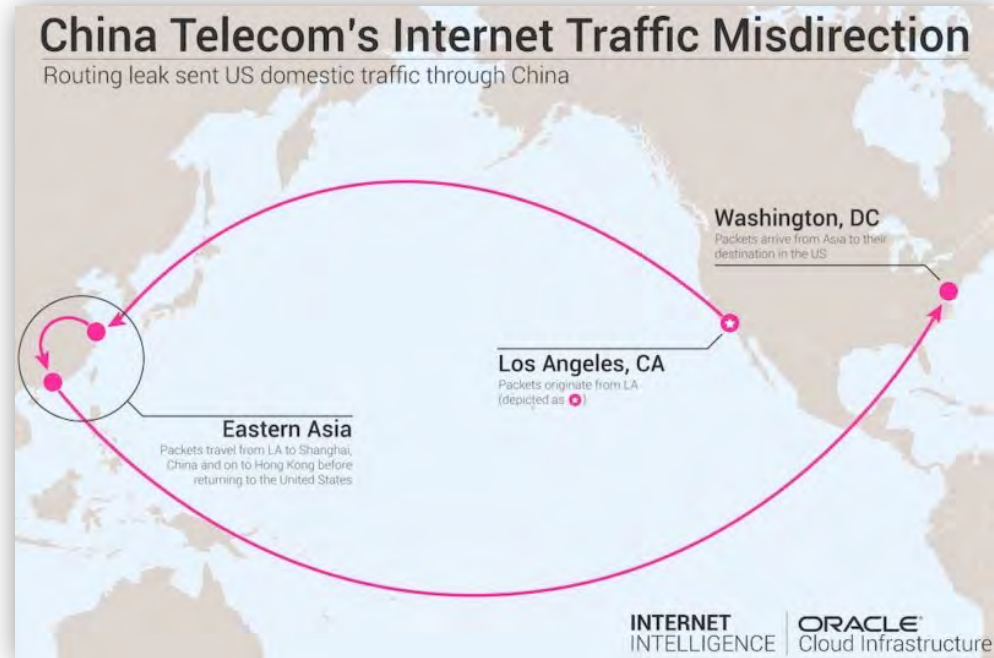 China Telecom's Internet Traffic Misdirection
Routing leak sent US domestic traffic through China
Washington, DC
Packets arrive from Asia to their
destination in the US
Los Angeles, CA
Packets originate from LA
(depicted as ✪)
Eastern Asia
Packets travel from LA to Shanghai,
China and on to Hong Kong before
returning to the United States
INTERNET
INTELLIGENCE
ORACLE®
Cloud Infrastructure